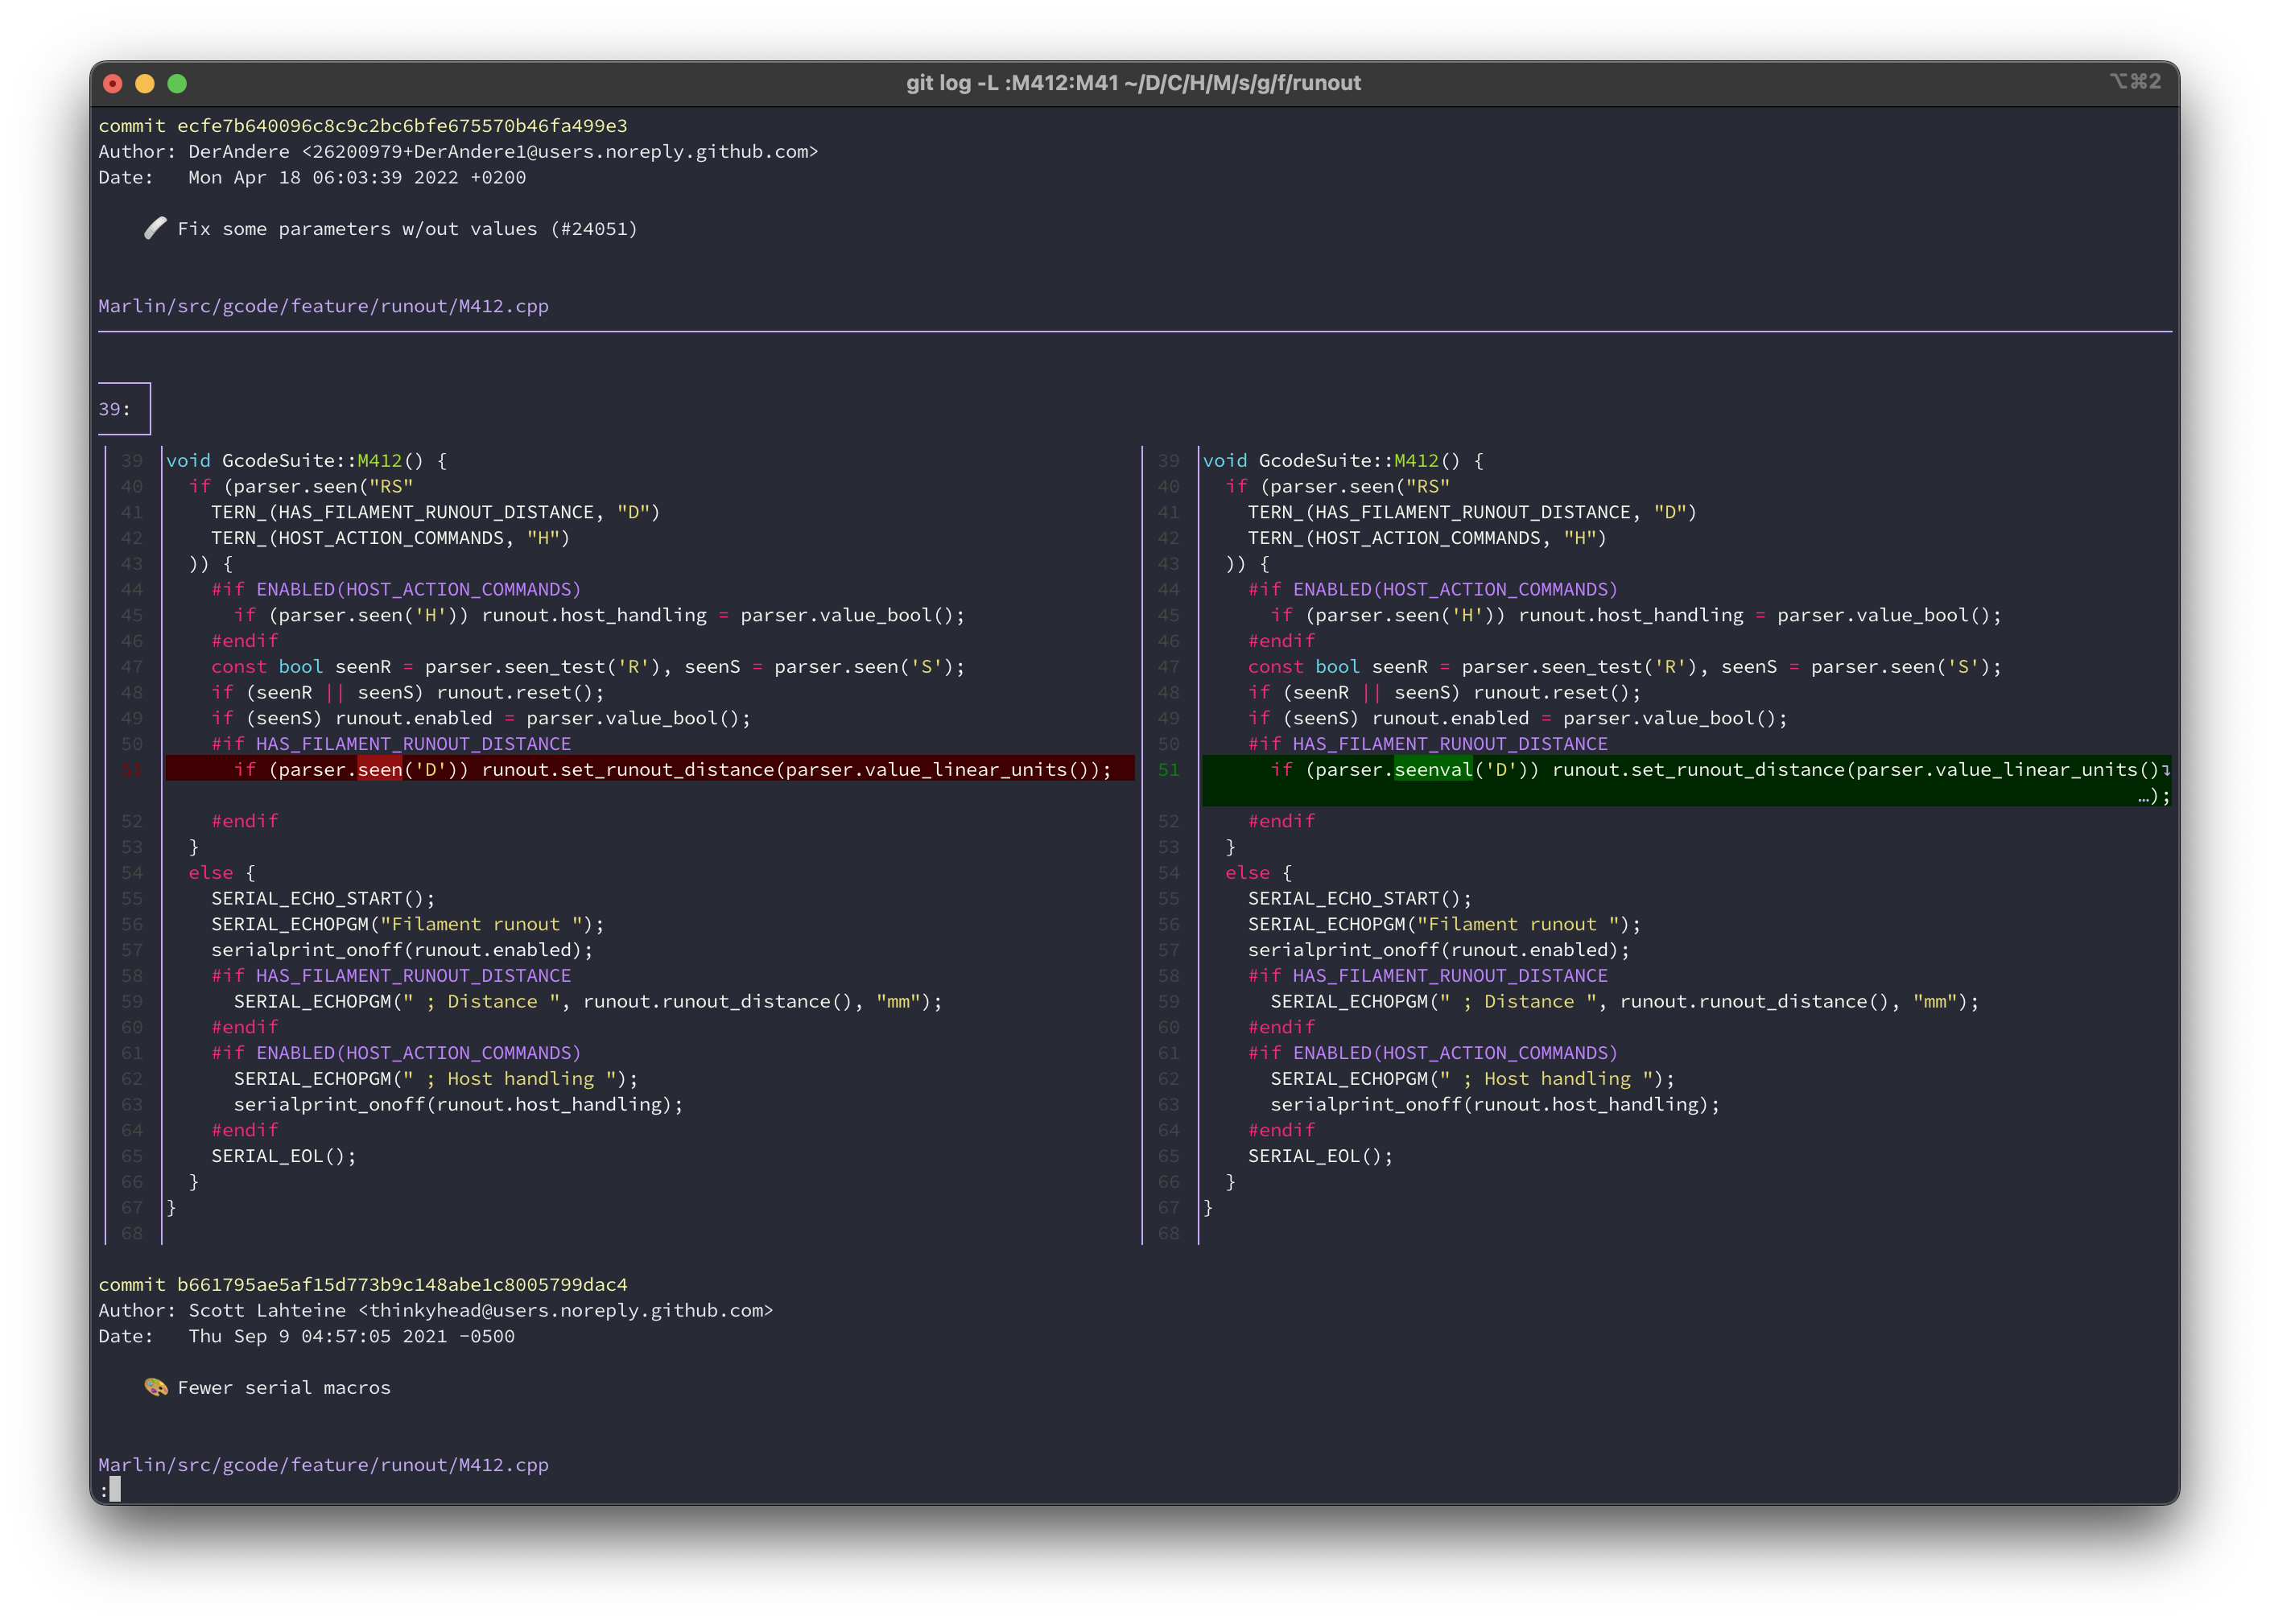 git log -L :M412:M41 ~/D/C/H/M/s/g/f/runout
⌥⌘2
commit ecfe7b640096c8c9c2bc6bfe675570b46fa499e3
Author: DerAndere <26200979+DerAndere1@users.noreply.github.com>
Date:   Mon Apr 18 06:03:39 2022 +0200
Fix some parameters w/out values (#24051)
Marlin/src/gcode/feature/runout/M412.cpp
39:
39 void GcodeSuite::M412() {
40   if (parser.seen("RS"
41     TERN_(HAS_FILAMENT_RUNOUT_DISTANCE, "D")
42     TERN_(HOST_ACTION_COMMANDS, "H")
43   )) {
44     #if ENABLED(HOST_ACTION_COMMANDS)
45       if (parser.seen('H')) runout.host_handling = parser.value_bool();
46     #endif
47     const bool seenR = parser.seen_test('R'), seenS = parser.seen('S');
48     if (seenR || seenS) runout.reset();
49     if (seenS) runout.enabled = parser.value_bool();
50     #if HAS_FILAMENT_RUNOUT_DISTANCE
51       if (parser.seen('D')) runout.set_runout_distance(parser.value_linear_units());
52     #endif
53   }
54   else {
55     SERIAL_ECHO_START();
56     SERIAL_ECHOPGM("Filament runout ");
57     serialprint_onoff(runout.enabled);
58     #if HAS_FILAMENT_RUNOUT_DISTANCE
59       SERIAL_ECHOPGM(" ; Distance ", runout.runout_distance(), "mm");
60     #endif
61     #if ENABLED(HOST_ACTION_COMMANDS)
62       SERIAL_ECHOPGM(" ; Host handling ");
63       serialprint_onoff(runout.host_handling);
64     #endif
65     SERIAL_EOL();
66   }
67 }
68
39 void GcodeSuite::M412() {
40   if (parser.seen("RS"
41     TERN_(HAS_FILAMENT_RUNOUT_DISTANCE, "D")
42     TERN_(HOST_ACTION_COMMANDS, "H")
43   )) {
44     #if ENABLED(HOST_ACTION_COMMANDS)
45       if (parser.seen('H')) runout.host_handling = parser.value_bool();
46     #endif
47     const bool seenR = parser.seen_test('R'), seenS = parser.seen('S');
48     if (seenR || seenS) runout.reset();
49     if (seenS) runout.enabled = parser.value_bool();
50     #if HAS_FILAMENT_RUNOUT_DISTANCE
51       if (parser.seenval('D')) runout.set_runout_distance(parser.value_linear_units()↴
…);
52     #endif
53   }
54   else {
55     SERIAL_ECHO_START();
56     SERIAL_ECHOPGM("Filament runout ");
57     serialprint_onoff(runout.enabled);
58     #if HAS_FILAMENT_RUNOUT_DISTANCE
59       SERIAL_ECHOPGM(" ; Distance ", runout.runout_distance(), "mm");
60     #endif
61     #if ENABLED(HOST_ACTION_COMMANDS)
62       SERIAL_ECHOPGM(" ; Host handling ");
63       serialprint_onoff(runout.host_handling);
64     #endif
65     SERIAL_EOL();
66   }
67 }
68
commit b661795ae5af15d773b9c148abe1c8005799dac4
Author: Scott Lahteine <thinkyhead@users.noreply.github.com>
Date:   Thu Sep 9 04:57:05 2021 -0500
🎨 Fewer serial macros
Marlin/src/gcode/feature/runout/M412.cpp
: